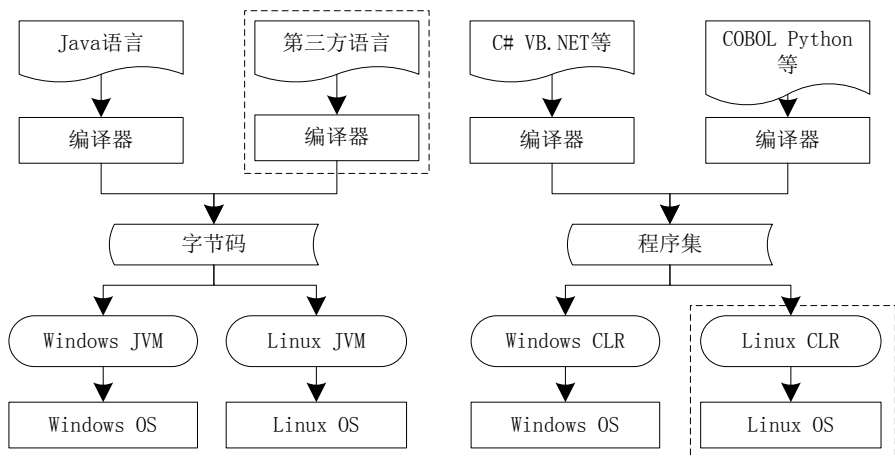 Java语言
第三方语言
C# VB.NET等
COBOL Python
等
编译器
编译器
编译器
编译器
字节码
程序集
Windows JVM
Linux JVM
Windows CLR
Linux CLR
Windows OS
Linux OS
Windows OS
Linux OS